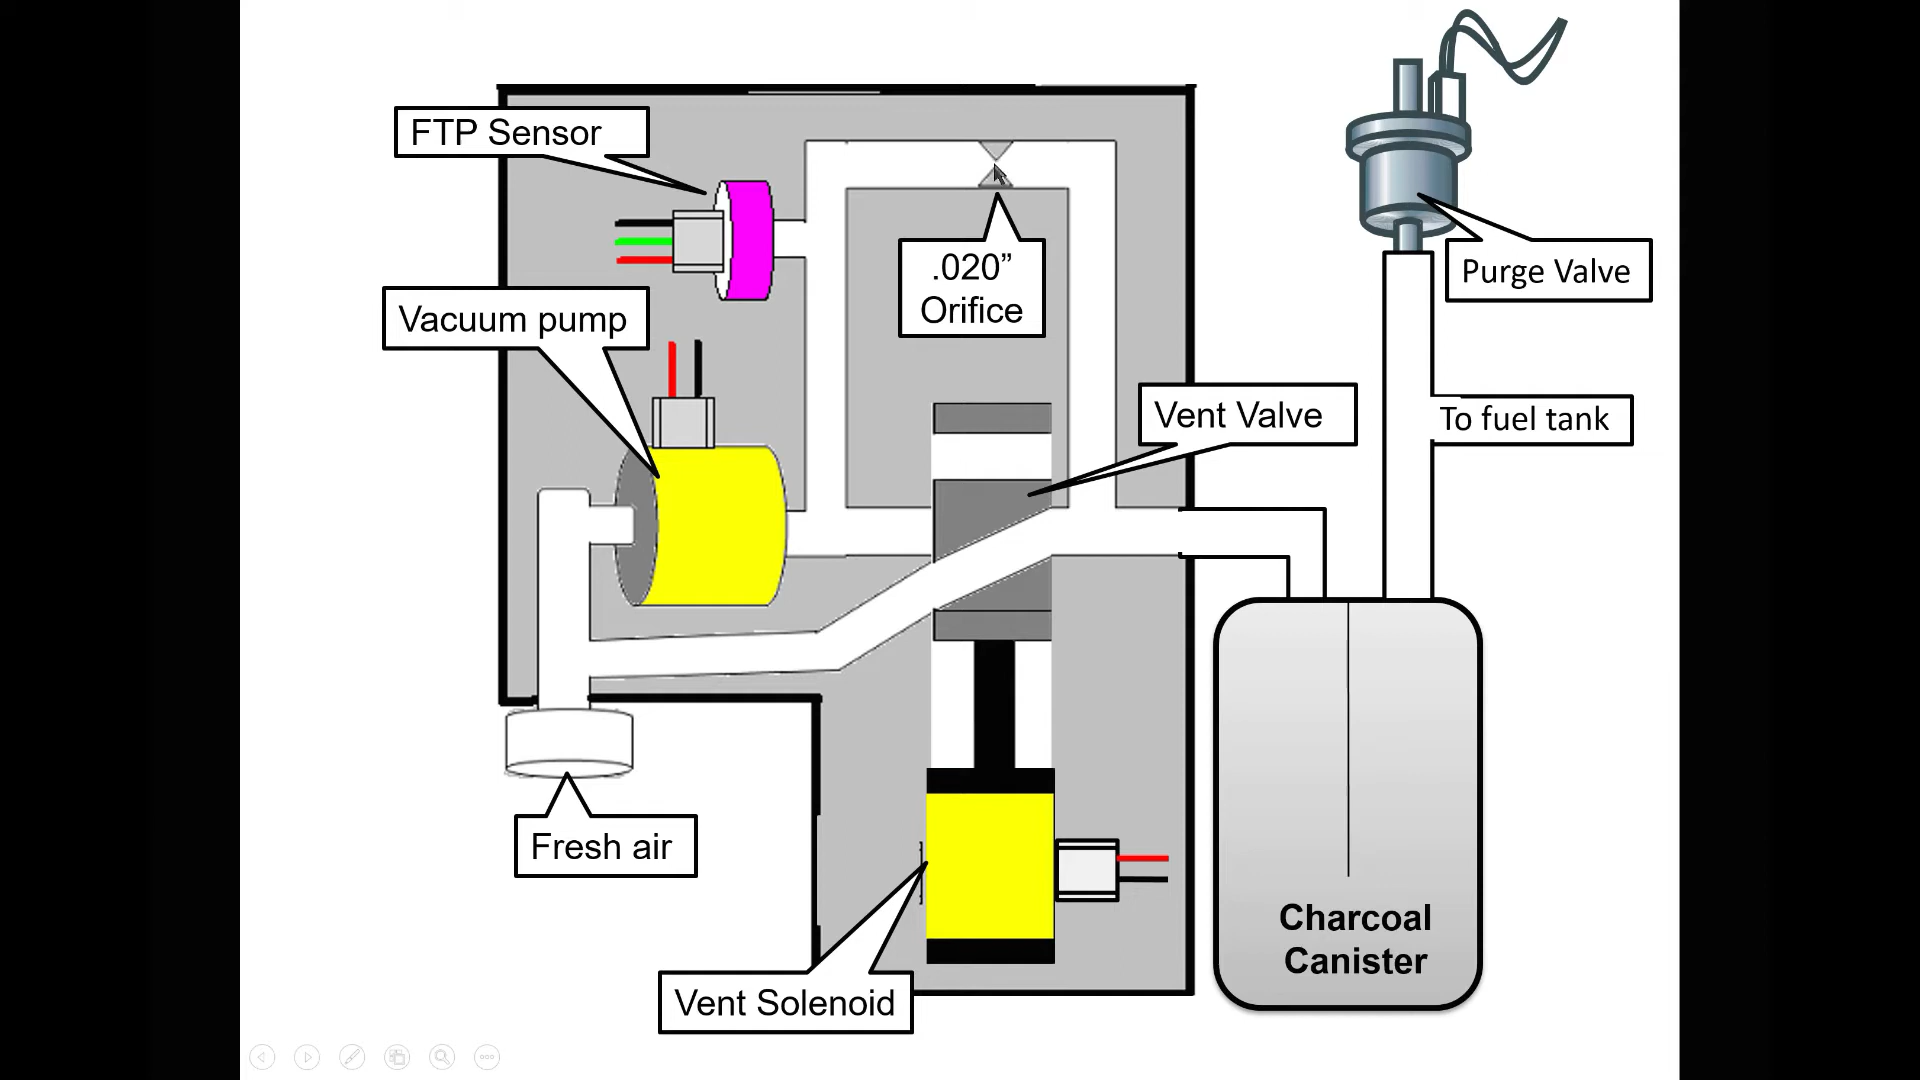 FTP Sensor
.020”
Orifice
Purge Valve
Vacuum pump
Vent Valve
To fuel tank
Fresh air
Charcoal
Canister
Vent Solenoid